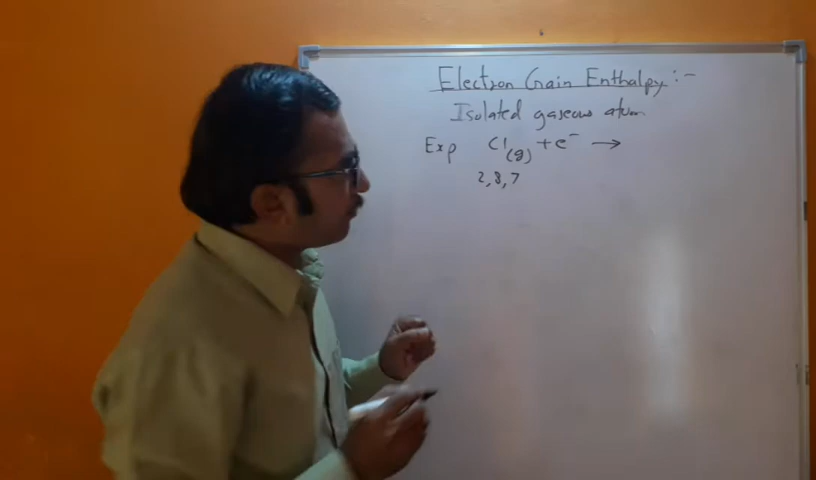 Electron Gain Enthalpy :-
Isolated gaseous atom
Exp Cl(g) + e⁻ →
2,8,7